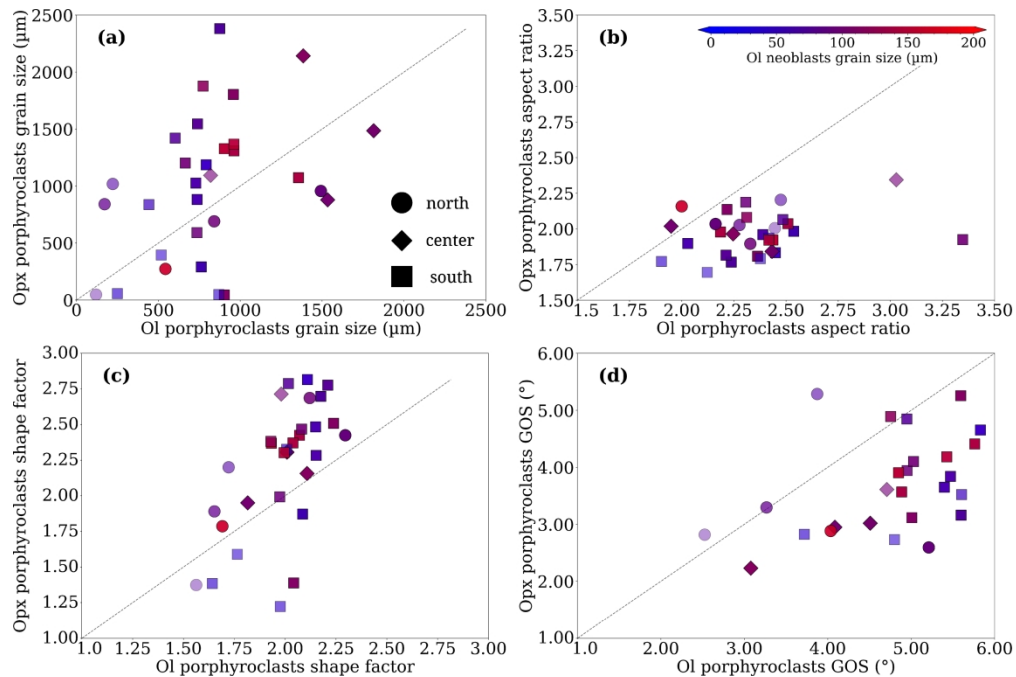 (a)
Opx porphyroclasts grain size (µm)
2500
2000
1500
1000
500
0
north
center
south
0
500
1000
1500
2000
2500
Ol porphyroclasts grain size (µm)
(b)
Opx porphyroclasts aspect ratio
3.50
3.25
3.00
2.75
2.50
2.25
2.00
1.75
1.50
0 50 100 150 200
Ol neoblasts grain size (µm)
1.5 1.75 2.00 2.25 2.50 2.75 3.00 3.25 3.50
Ol porphyroclasts aspect ratio
(c)
Opx porphyroclasts shape factor
3.00
2.75
2.50
2.25
2.00
1.75
1.50
1.25
1.00
1.0 1.25 1.50 1.75 2.00 2.25 2.50 2.75 3.00
Ol porphyroclasts shape factor
(d)
Opx porphyroclasts GOS (°)
6.00
5.00
4.00
3.00
2.00
1.00
1.0 2.00 3.00 4.00 5.00 6.00
Ol porphyroclasts GOS (°)